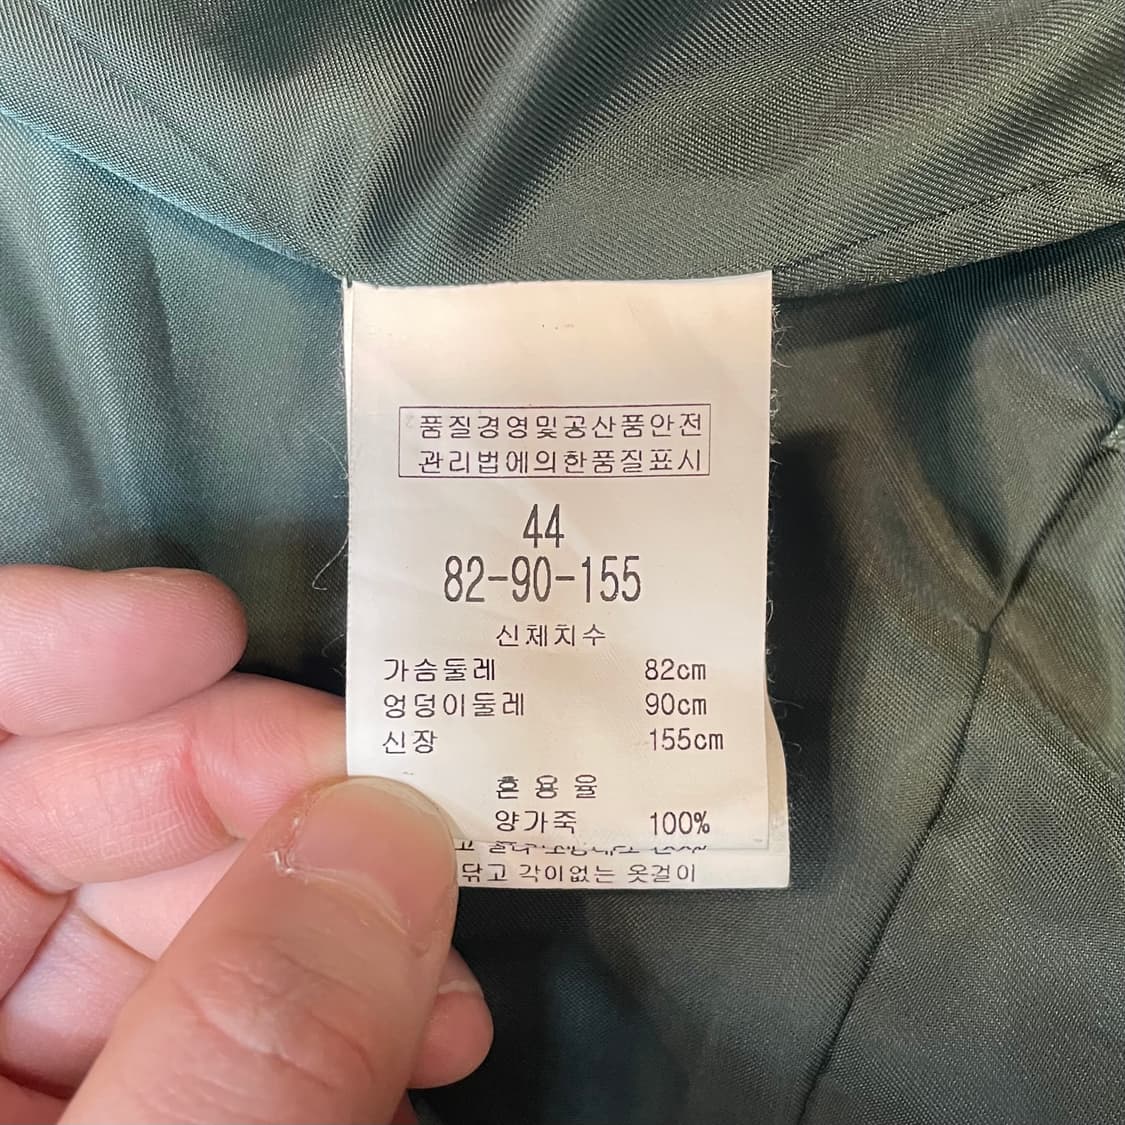 품질경영및공산품안전
관리법에의한품질표시
44
82-90-155
신체치수
가슴둘레 82cm
엉덩이둘레 90cm
신장 155cm
혼용율
양가죽 100%
닦고 각이없는 옷걸이